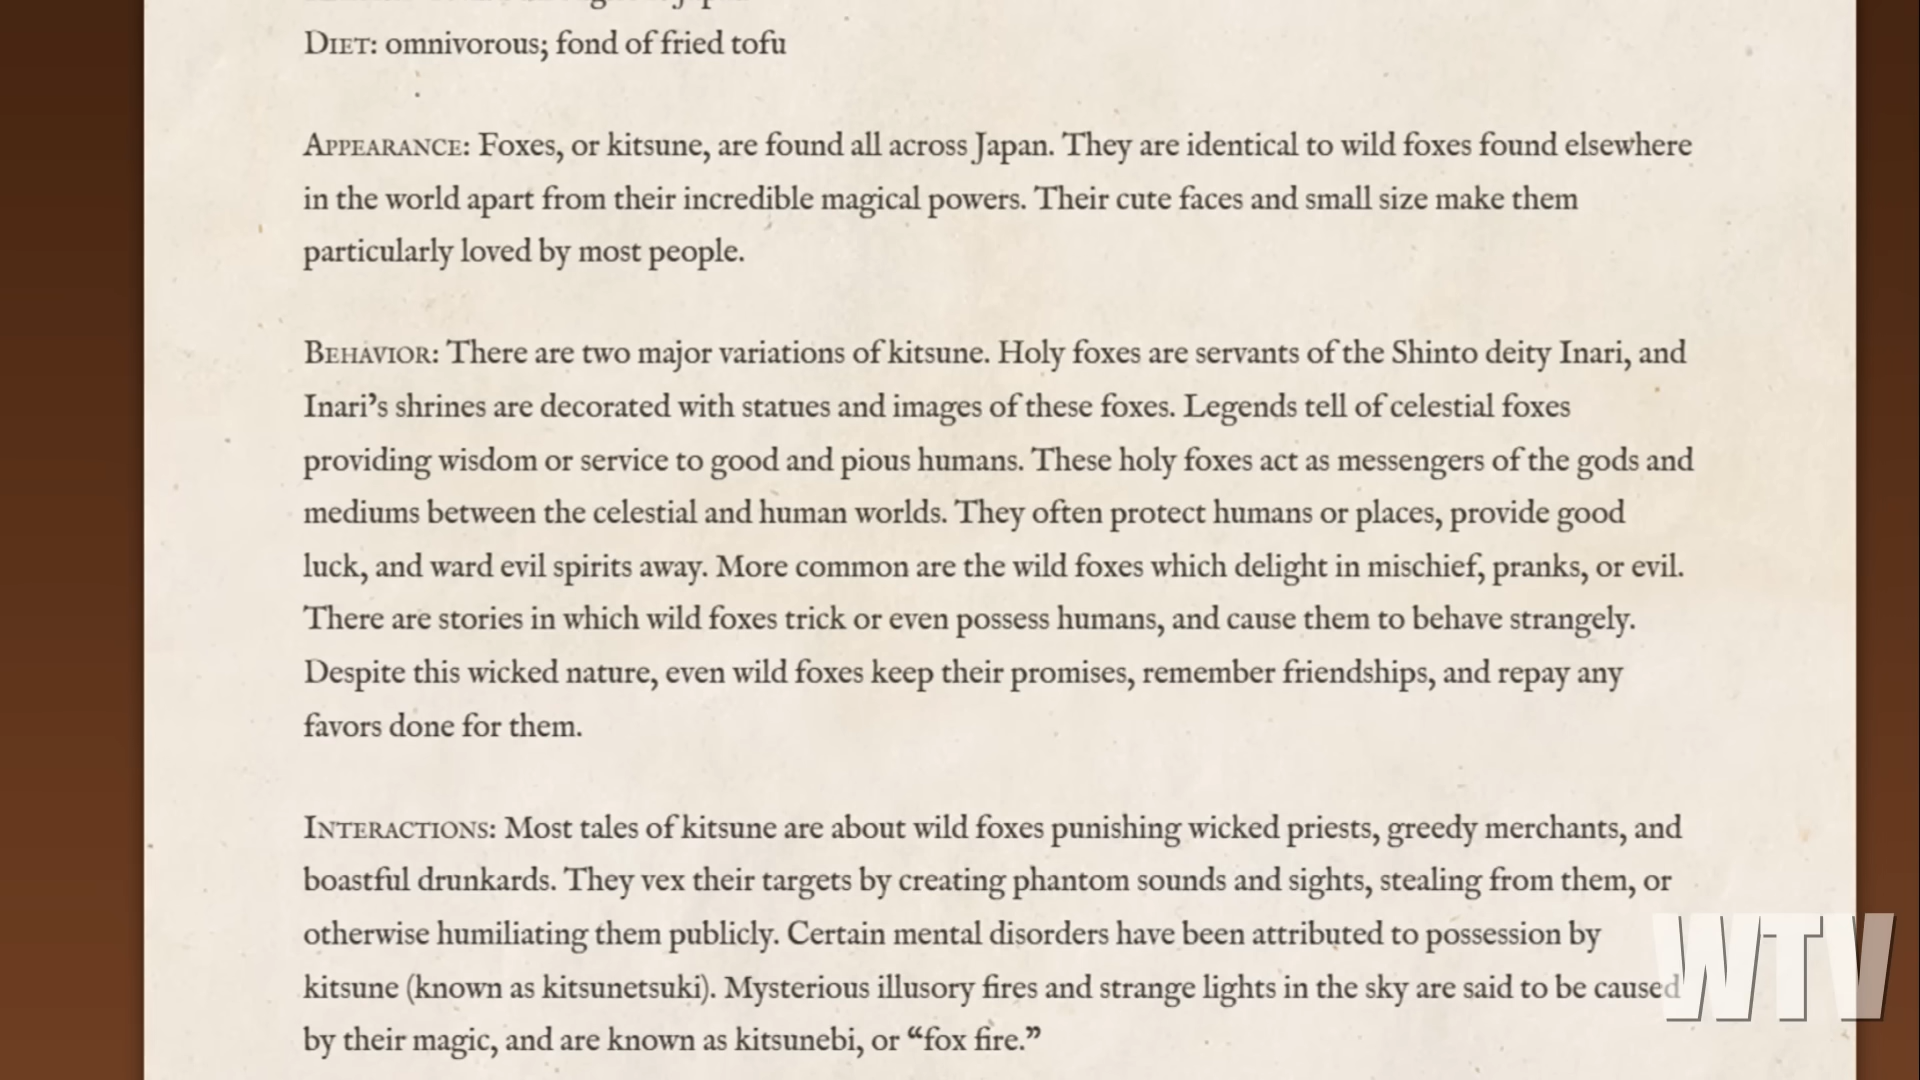 DIET: omnivorous; fond of fried tofu
APPEARANCE: Foxes, or kitsune, are found all across Japan. They are identical to wild foxes found elsewhere
in the world apart from their incredible magical powers. Their cute faces and small size make them
particularly loved by most people.
BEHAVIOR: There are two major variations of kitsune. Holy foxes are servants of the Shinto deity Inari, and
Inari’s shrines are decorated with statues and images of these foxes. Legends tell of celestial foxes
providing wisdom or service to good and pious humans. These holy foxes act as messengers of the gods and
mediums between the celestial and human worlds. They often protect humans or places, provide good
luck, and ward evil spirits away. More common are the wild foxes which delight in mischief, pranks, or evil.
There are stories in which wild foxes trick or even possess humans, and cause them to behave strangely.
Despite this wicked nature, even wild foxes keep their promises, remember friendships, and repay any
favors done for them.
INTERACTIONS: Most tales of kitsune are about wild foxes punishing wicked priests, greedy merchants, and
boastful drunkards. They vex their targets by creating phantom sounds and sights, stealing from them, or
otherwise humiliating them publicly. Certain mental disorders have been attributed to possession by
kitsune (known as kitsunetsuki). Mysterious illusory fires and strange lights in the sky are said to be caused
by their magic, and are known as kitsunebi, or “fox fire.”
WTV